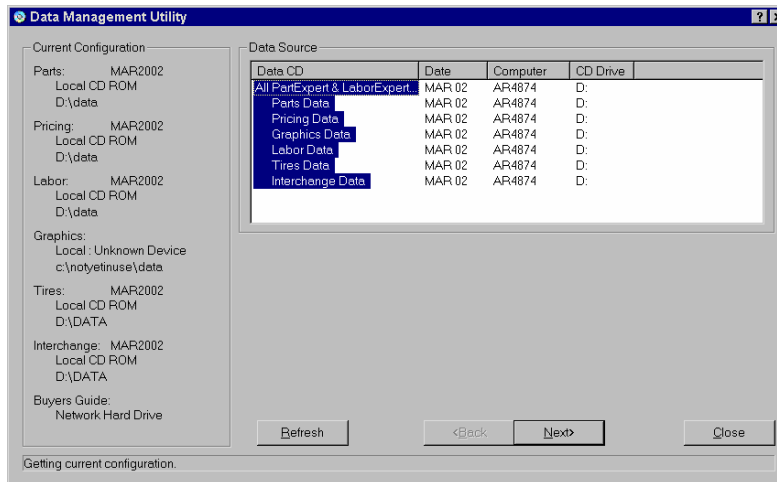 Data Management Utility
Current Configuration
Parts: MAR2002
Local CD ROM
D:\data
Pricing: MAR2002
Local CD ROM
D:\data
Labor: MAR2002
Local CD ROM
D:\data
Graphics:
Local : Unknown Device
c:\notyetinuse\data
Tires: MAR2002
Local CD ROM
D:\DATA
Interchange: MAR2002
Local CD ROM
D:\DATA
Buyers Guide:
Network Hard Drive
Data Source
Data CD Date Computer CD Drive
All PartExpert & LaborExpert... MAR 02 AR4874 D:
Parts Data MAR 02 AR4874 D:
Pricing Data MAR 02 AR4874 D:
Graphics Data MAR 02 AR4874 D:
Labor Data MAR 02 AR4874 D:
Tires Data MAR 02 AR4874 D:
Interchange Data MAR 02 AR4874 D:
Refresh <Back Next> Close
Getting current configuration.